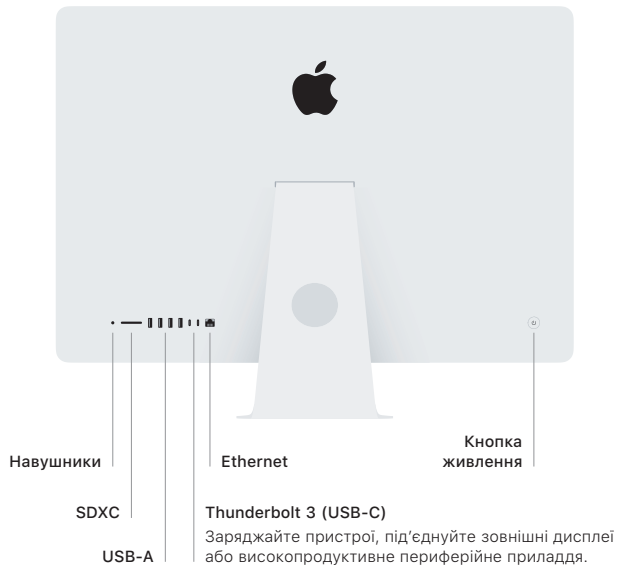 Навушники
Ethernet
Кнопка
живлення
SDXC
Thunderbolt 3 (USB-C)
Заряджайте пристрої, під’єднуйте зовнішні дисплеї
USB-A
або високопродуктивне периферійне приладдя.